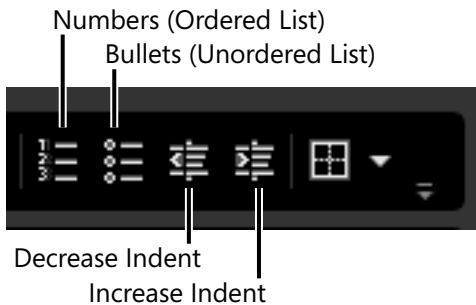 Numbers (Ordered List)
Bullets (Unordered List)
Decrease Indent
Increase Indent